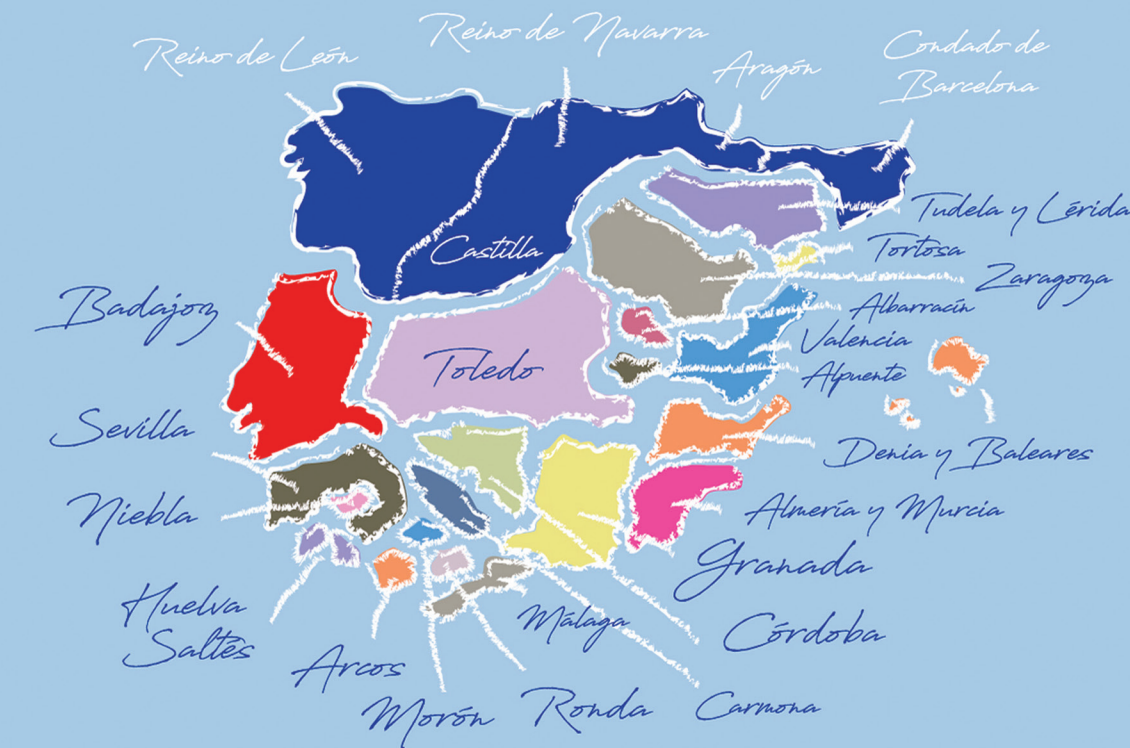 Reino de León
Reino de Navarra
Aragón
Condado de
Barcelona
Castilla
Tudela y Lérida
Tortosa
Zaragoza
Badajoz
Albarracín
Valencia
Toledo
Alpuente
Sevilla
Denia y Baleares
Niebla
Almería y Murcia
Granada
Huelva
Saltés
Málaga
Córdoba
Arcos
Morón
Ronda
Carmona